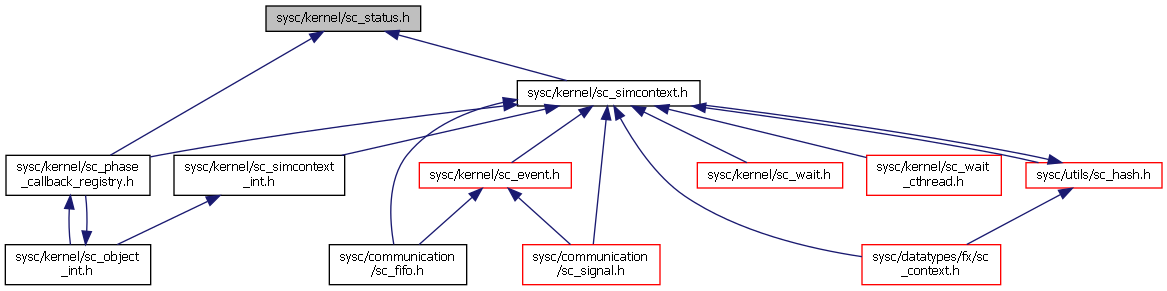 sysc/kernel/sc_status.h
sysc/kernel/sc_simcontext.h
sysc/kernel/sc_phase
_callback_registry.h
sysc/kernel/sc_simcontext
_int.h
sysc/kernel/sc_event.h
sysc/kernel/sc_wait.h
sysc/kernel/sc_wait
_cthread.h
sysc/utils/sc_hash.h
sysc/kernel/sc_object
_int.h
sysc/communication
/sc_fifo.h
sysc/communication
/sc_signal.h
sysc/datatypes/fx/sc
_context.h